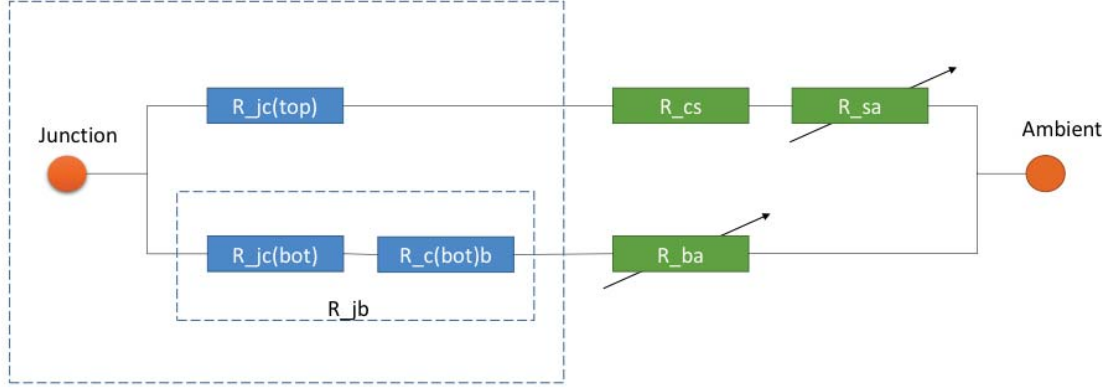 R_jc(top)
R_cs
R_sa
Junction
Ambient
R_jc(bot)
R_c(bot)b
R_ba
R_jb